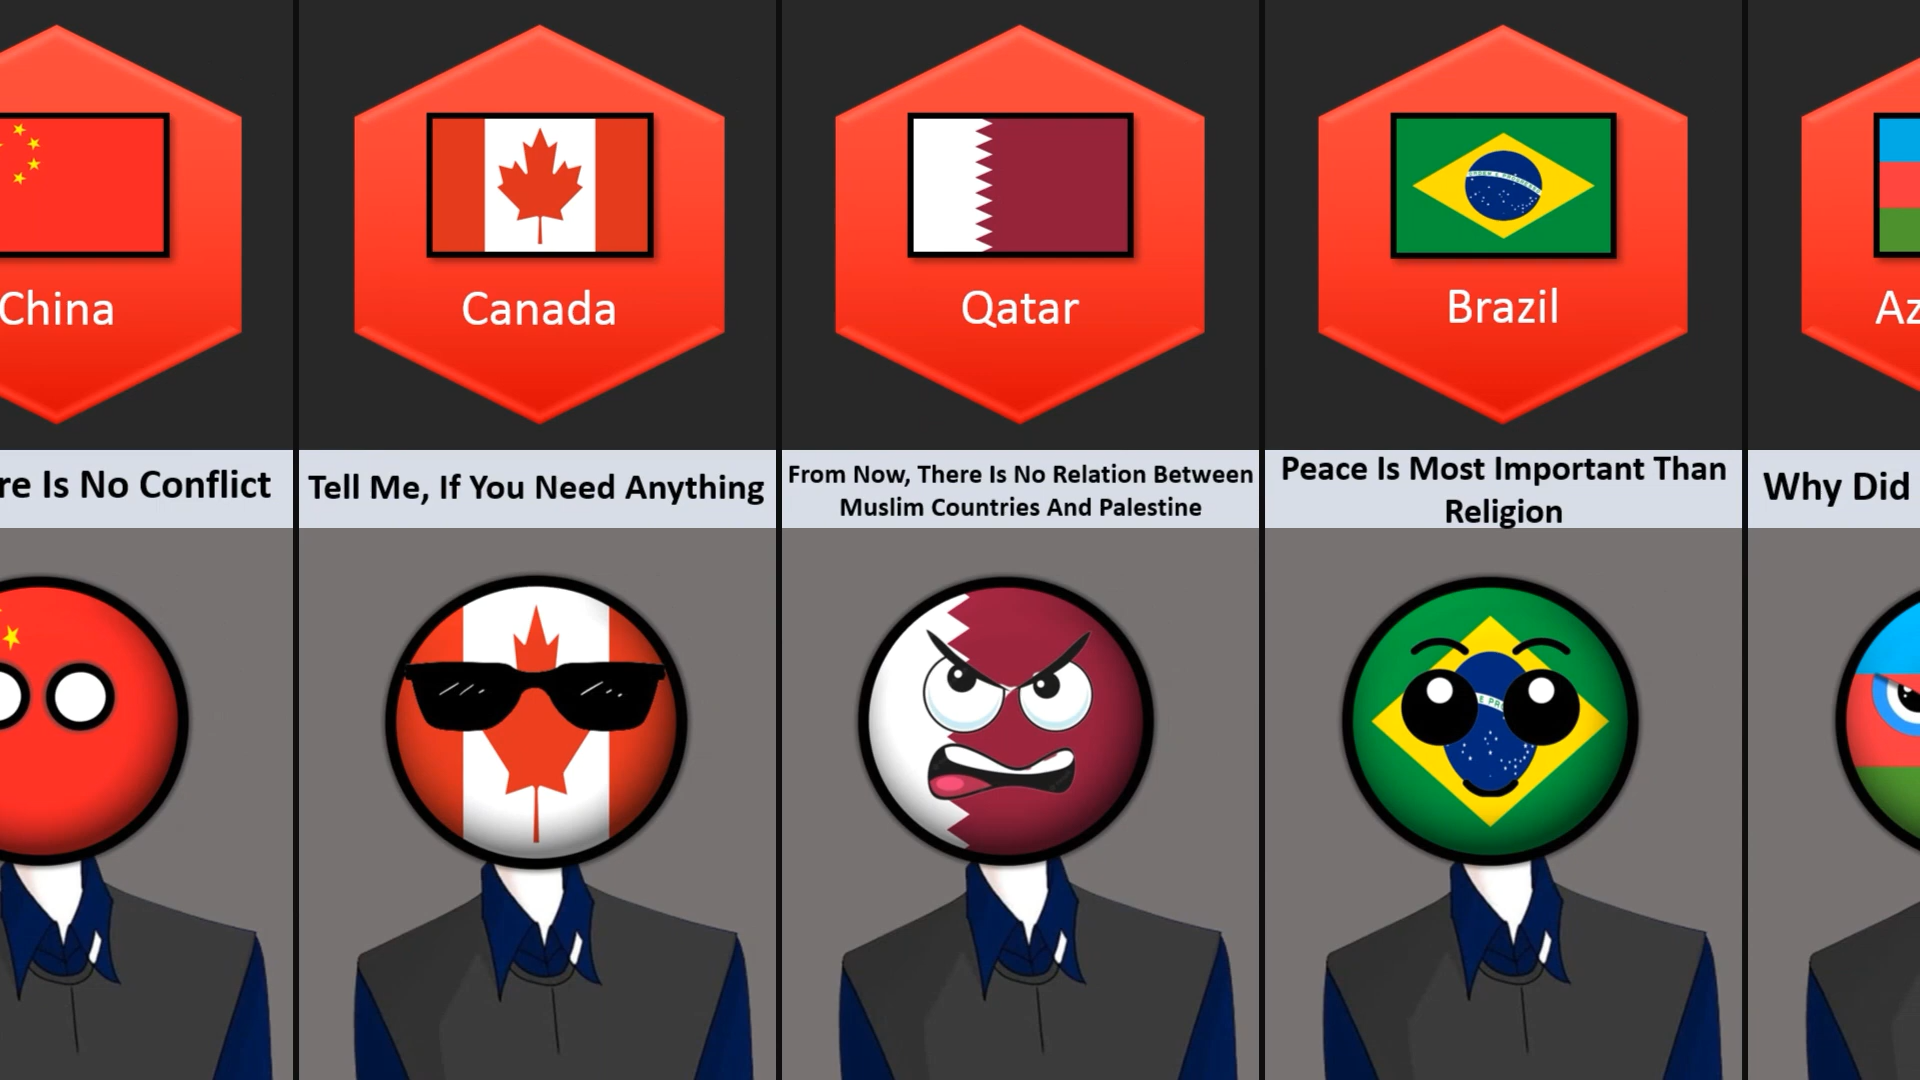 China
Canada
Qatar
Brazil
Az
re Is No Conflict
Tell Me, If You Need Anything
From Now, There Is No Relation Between
Muslim Countries And Palestine
Peace Is Most Important Than
Religion
Why Did